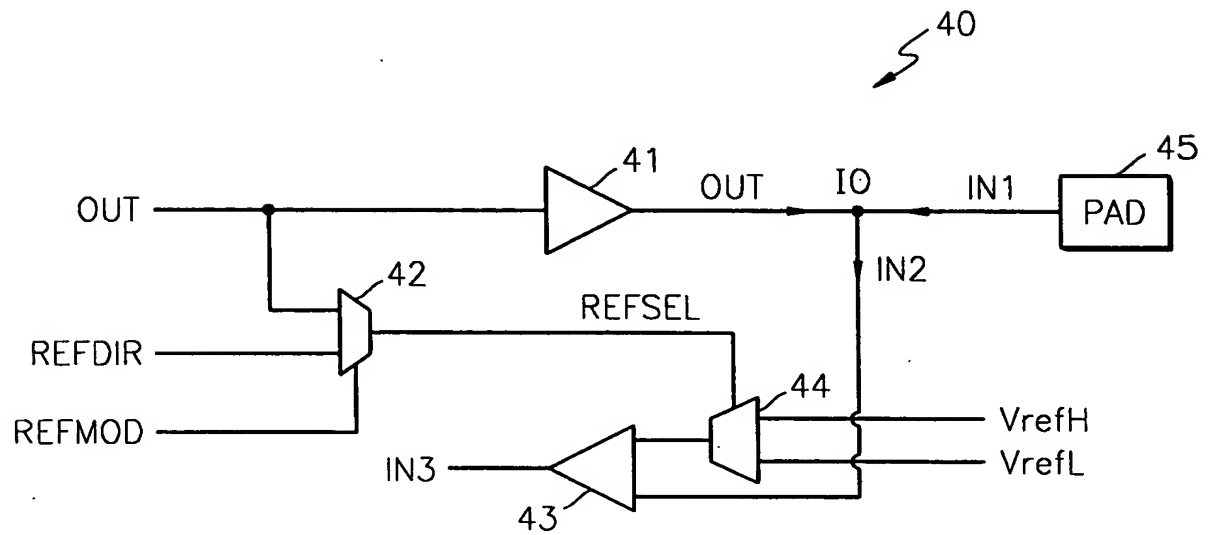 40
45
41
OUT
OUT
IO
IN1
PAD
42
IN2
REFSEL
REFDIR
44
REFMOD
VrefH
IN3
VrefL
43